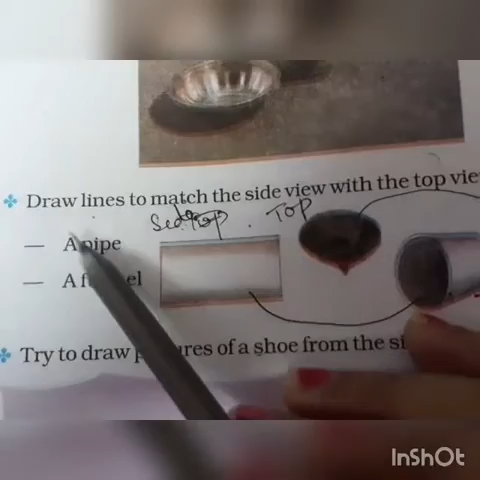 Draw lines to match the side view with the top vie
Side Top . TOP
— A pipe
— A f el
Try to draw p ures of a shoe from the si
InShOt